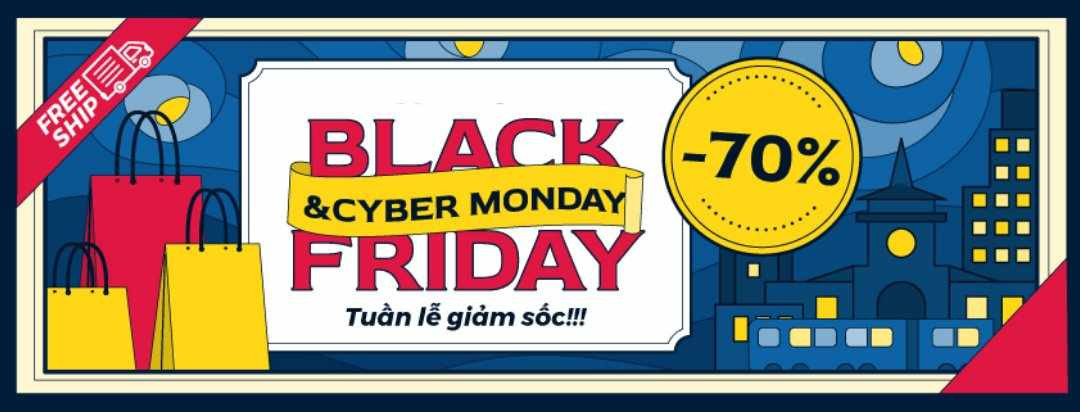 FREE
SHIP
BLACK
&CYBER MONDAY
FRIDAY
Tuần lễ giảm sốc!!!
-70%